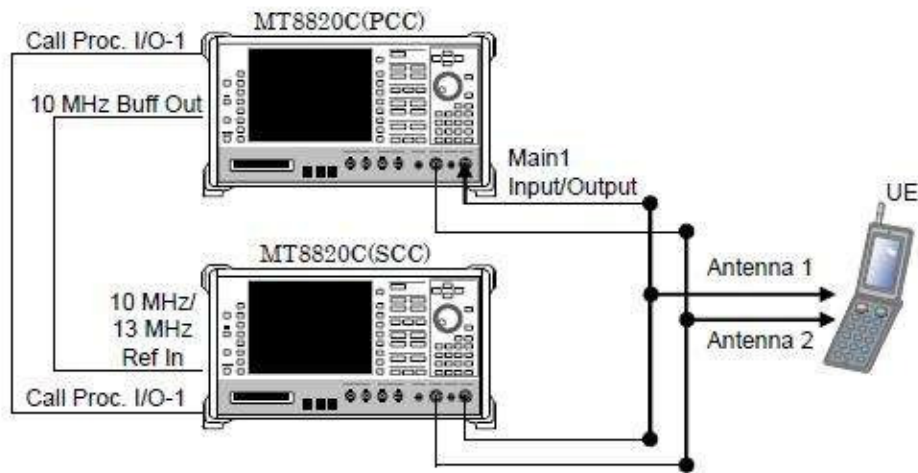 MT8820C(PCC)
Call Proc. I/O-1
10 MHz Buff Out
Main1
Input/Output
UE
MT8820C(SCC)
Antenna 1
10 MHz/
13 MHz
Ref In
Antenna 2
Call Proc. I/O-1